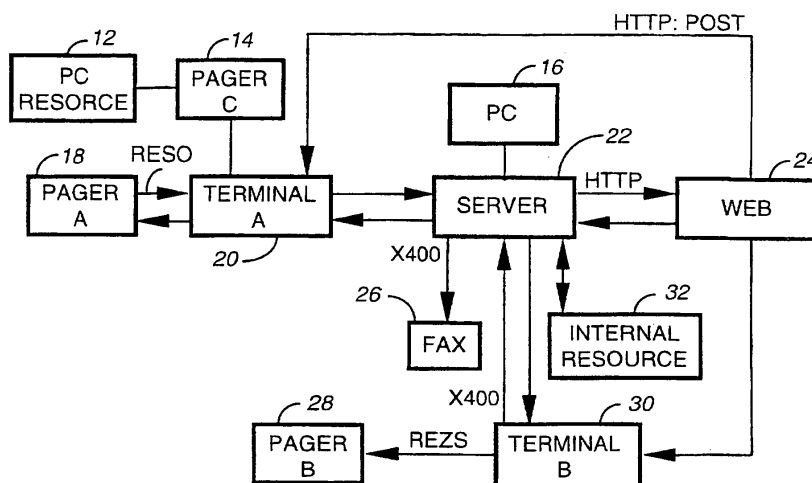 HTTP: POST
12
14
PC
RESORCE
PAGER
C
16
PC
22
24
18
RESO
PAGER
A
TERMINAL
A
20
SERVER
HTTP
WEB
X400
26
FAX
32
INTERNAL
RESOURCE
28
X400
30
PAGER
B
REZS
TERMINAL
B